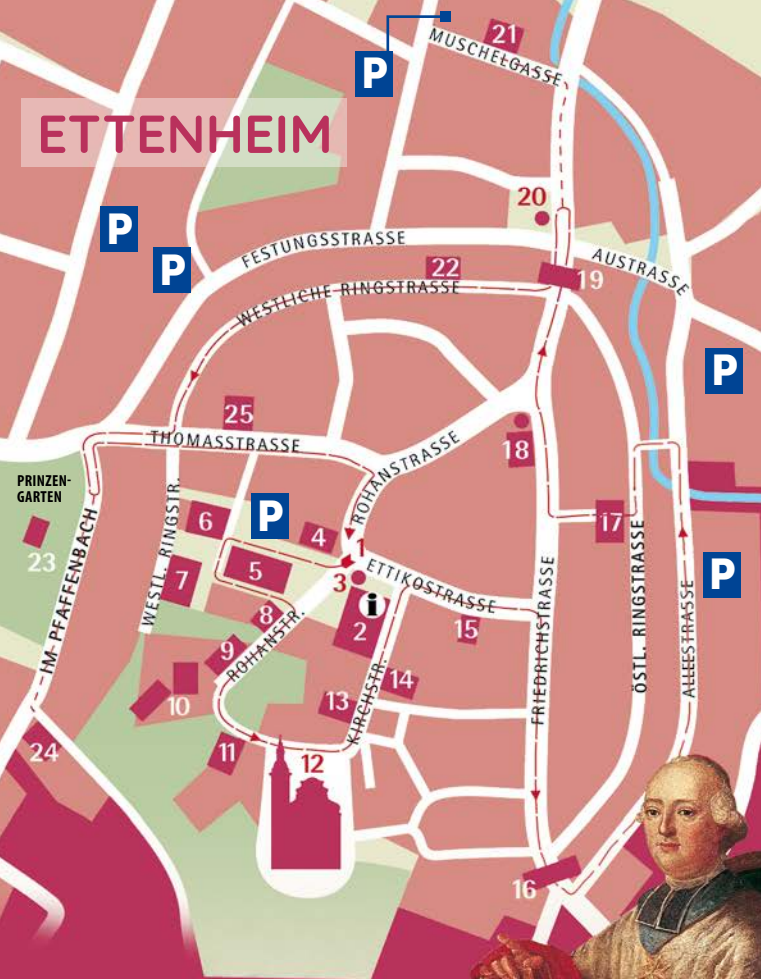 P
21
MUSCHELGASSE
ETTENHEIM
20
P
P
FESTUNGSSTRASSE
22
19
AUSTRASSE
WESTLICHE RINGSTRASSE
P
25
THOMASSTRASSE
ROHANSTRASSE
18
PRINZEN-
GARTEN
WESTL. RINGSTR.
6
P
4
1
17
23
IM PFAFFENBACH
7
5
3
i
ETTIKOSTRASSE
P
8
2
15
FRIEDRICHSTRASSE
ÖSTL. RINGSTRASSE
ALLEESTRASSE
9
ROHANSTR.
10
13
KIRCHSTR.
14
24
11
12
16